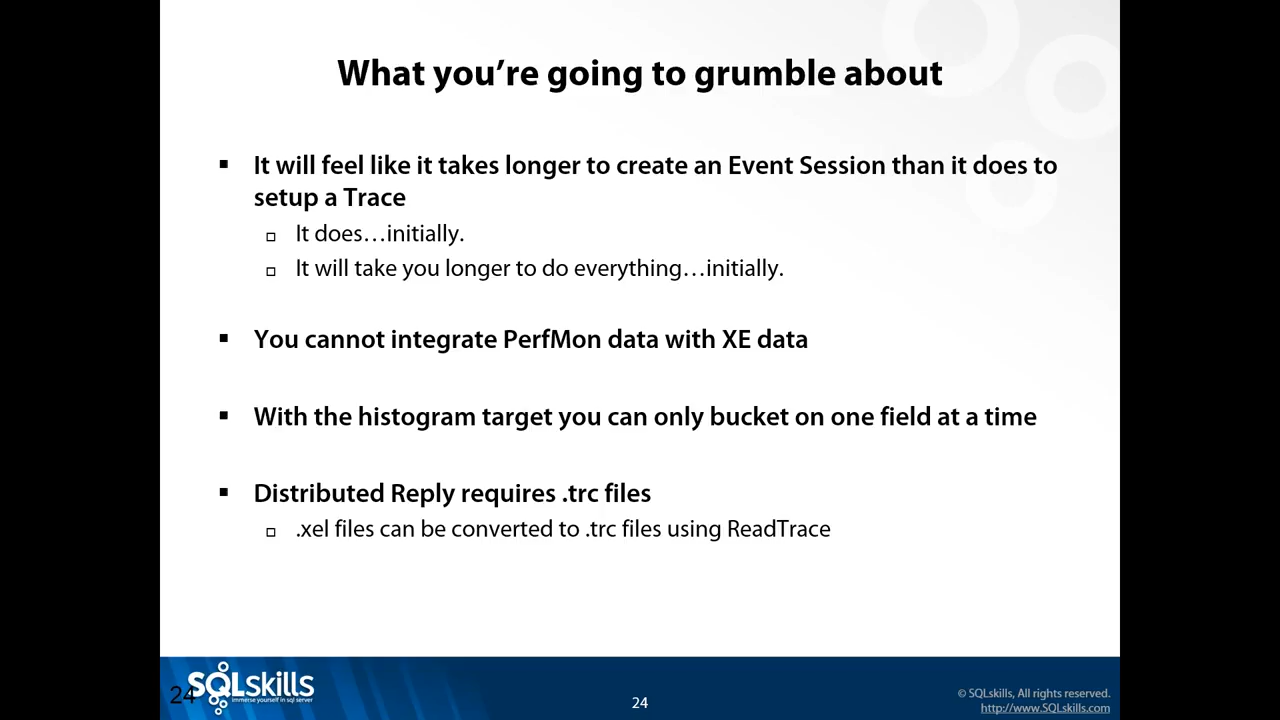 What you're going to grumble about
▪ It will feel like it takes longer to create an Event Session than it does to
setup a Trace
▫ It does…initially.
▫ It will take you longer to do everything…initially.
▪ You cannot integrate PerfMon data with XE data
▪ With the histogram target you can only bucket on one field at a time
▪ Distributed Reply requires .trc files
▫ .xel files can be converted to .trc files using ReadTrace
24
SQLskills
immerse yourself in sql server
24
© SQLskills, All rights reserved.
http://www.SQLskills.com